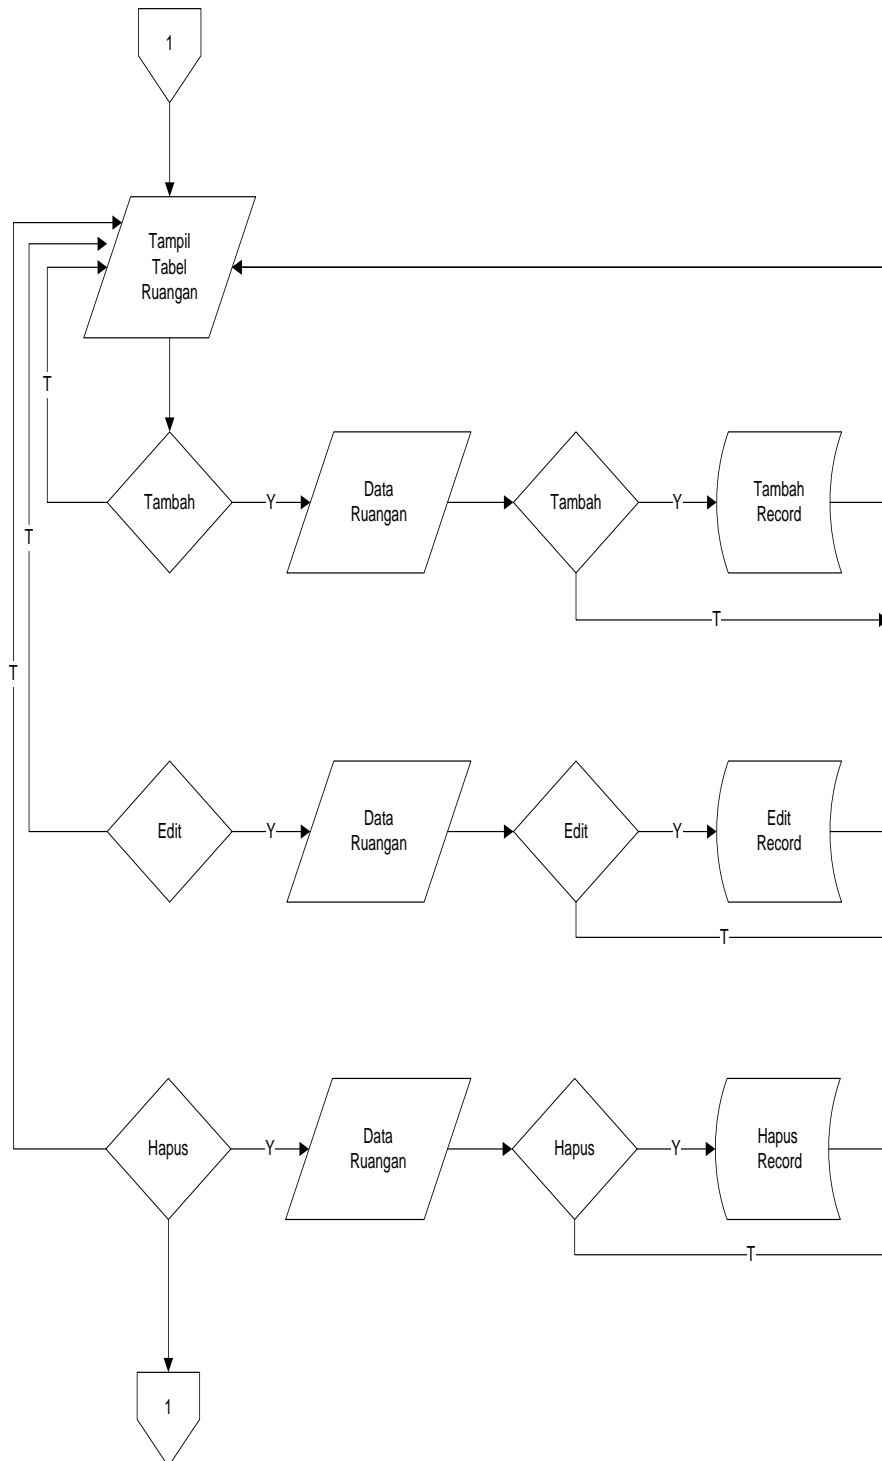 1
Tampil
Tabel
Ruangan
T
Tambah
Y
Data
Ruangan
Tambah
Y
Tambah
Record
T
T
T
Edit
Y
Data
Ruangan
Edit
Y
Edit
Record
T
Hapus
Y
Data
Ruangan
Hapus
Y
Hapus
Record
T
1